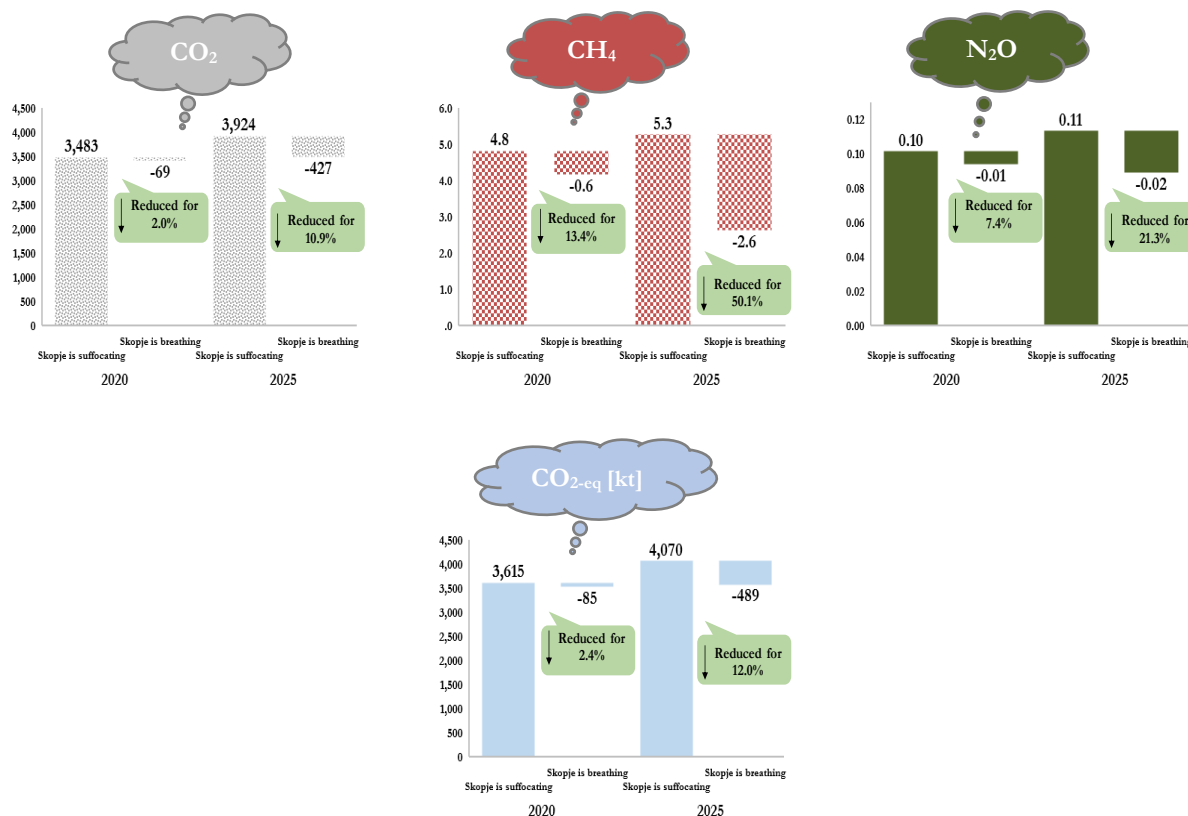 CO₂
4,500
4,000
3,500
3,000
2,500
2,000
1,500
1,000
500
0
3,483
-69
3,924
-427
Reduced for
2.0%
Reduced for
10.9%
Skopje is suffocating
Skopje is breathing
Skopje is suffocating
Skopje is breathing
2020
2025
CH₄
6.0
5.0
4.0
3.0
2.0
1.0
.0
4.8
-0.6
5.3
-2.6
Reduced for
13.4%
Reduced for
50.1%
Skopje is suffocating
Skopje is breathing
Skopje is suffocating
Skopje is breathing
2020
2025
N₂O
0.12
0.10
0.08
0.06
0.04
0.02
0.00
0.10
-0.01
0.11
-0.02
Reduced for
7.4%
Reduced for
21.3%
Skopje is suffocating
Skopje is breathing
Skopje is suffocating
Skopje is breathing
2020
2025
CO₂₋eq [kt]
4,500
4,000
3,500
3,000
2,500
2,000
1,500
1,000
500
0
3,615
-85
4,070
-489
Reduced for
2.4%
Reduced for
12.0%
Skopje is suffocating
Skopje is breathing
Skopje is suffocating
Skopje is breathing
2020
2025